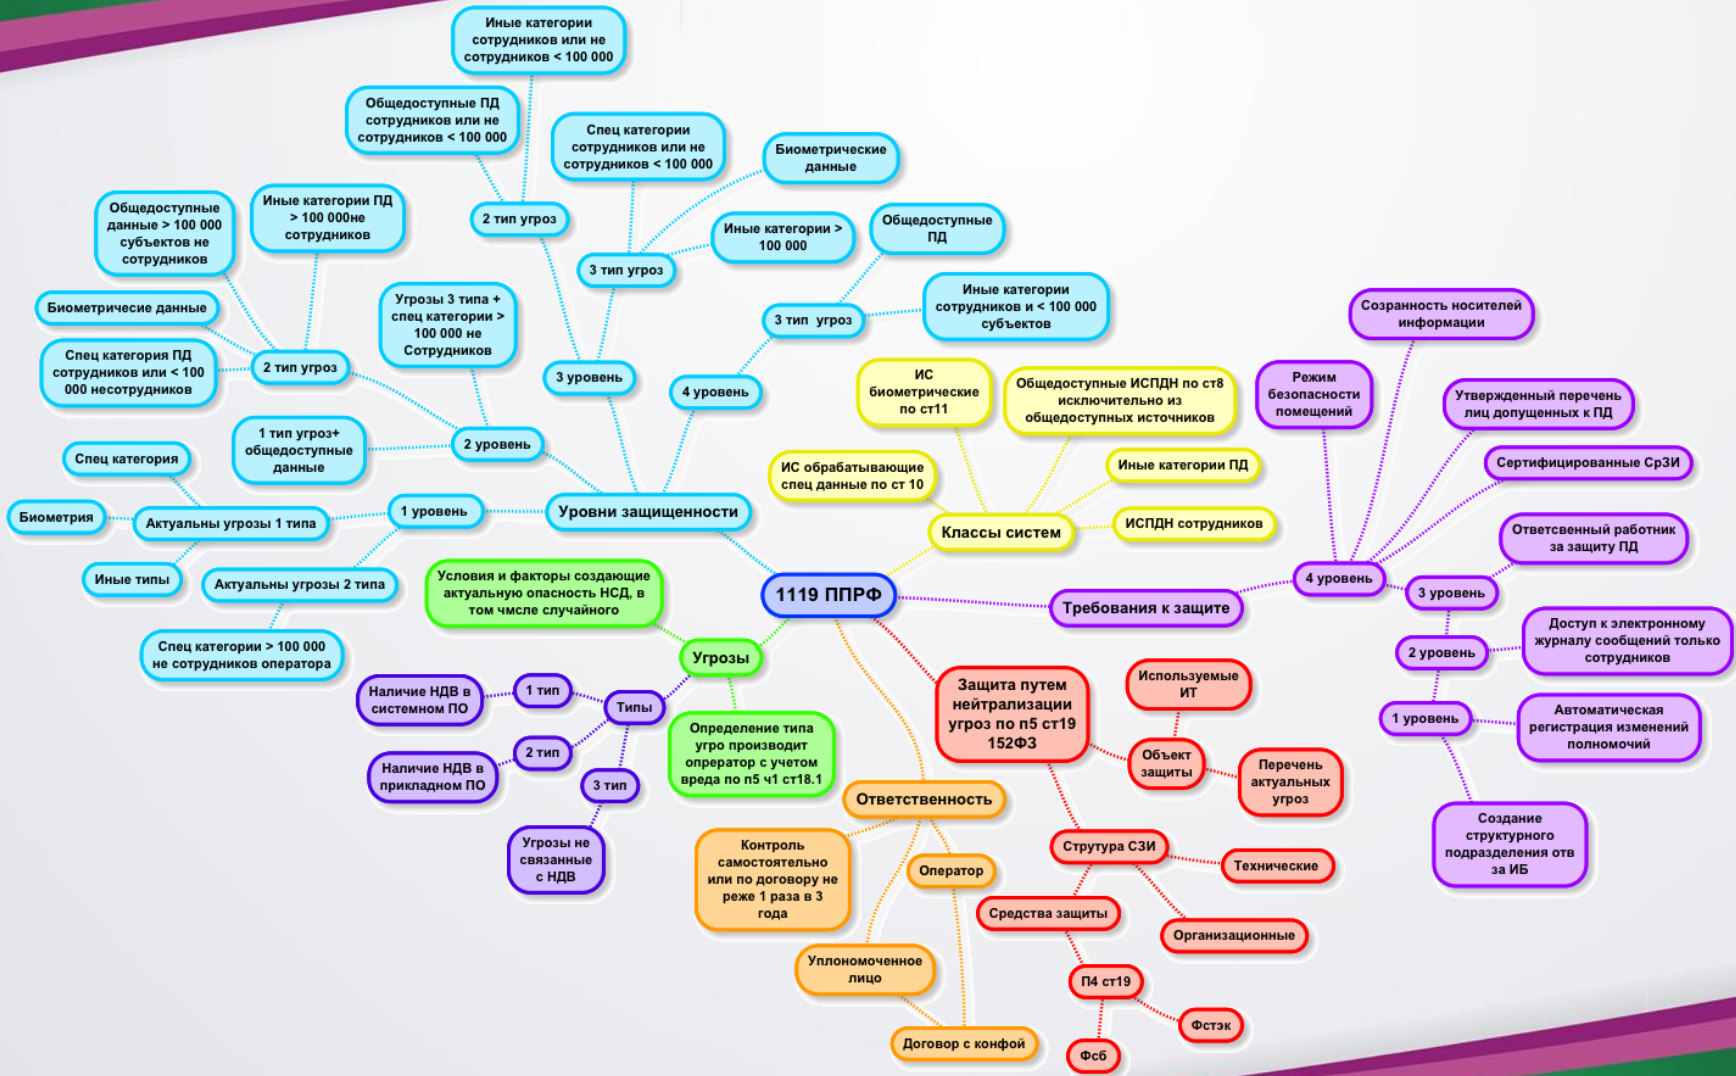 Иные категории
сотрудников или не
сотрудников < 100 000
Общедоступные ПД
сотрудников или не
сотрудников < 100 000
Спец категории
сотрудников или не
сотрудников < 100 000
Биометрические
данные
2 тип угроз
3 тип угроз
Иные категории >
100 000
Общедоступные
ПД
Общедоступные
данные > 100 000
субъектов не
сотрудников
Иные категории ПД
> 100 000не
сотрудников
Биометричесие данные
Спец категория ПД
сотрудников или < 100
000 несотрудников
2 тип угроз
Угрозы 3 типа +
спец категории >
100 000 не
Сотрудников
3 тип  угроз
Иные категории
сотрудников и < 100 000
субъектов
3 уровень
4 уровень
1 тип угроз+
общедоступные
данные
2 уровень
Спец категория
Биометрия
Актуальны угрозы 1 типа
Иные типы
1 уровень
Актуальны угрозы 2 типа
Спец категории > 100 000
не сотрудников оператора
Уровни защищенности
ИС
биометрические
по ст11
Общедоступные ИСПДН по ст8
исключительно из
общедоступных источников
ИС обрабатывающие
спец данные по ст 10
Иные категории ПД
ИСПДН сотрудников
Классы систем
1119 ППРФ
Созранность носителей
информации
Режим
безопасности
помещений
Утвержденный перечень
лиц допущенных к ПД
Сертифицированные СрЗИ
Ответсвенный работник
за защиту ПД
4 уровень
3 уровень
Требования к защите
Доступ к электронному
журналу сообщений только
сотрудников
2 уровень
1 уровень
Автоматическая
регистрация изменений
полномочий
Создание
структурного
подразделения отв
за ИБ
Условия и факторы создающие
актуальную опасность НСД, в
том чмсле случайного
Угрозы
Типы
1 тип
Наличие НДВ в
системном ПО
2 тип
Наличие НДВ в
прикладном ПО
3 тип
Угрозы не
связанные
с НДВ
Определение типа
угро производит
опрератор с учетом
вреда по п5 ч1 ст18.1
Защита путем
нейтрализации
угроз по п5 ст19
152ФЗ
Используемые
ИТ
Объект
защиты
Перечень
актуальных
угроз
Ответственность
Контроль
самостоятельно
или по договору не
реже 1 раза в 3
года
Оператор
Уплономоченное
лицо
Договор с конфой
Струтура СЗИ
Технические
Средства защиты
Организационные
П4 ст19
Фстэк
Фсб